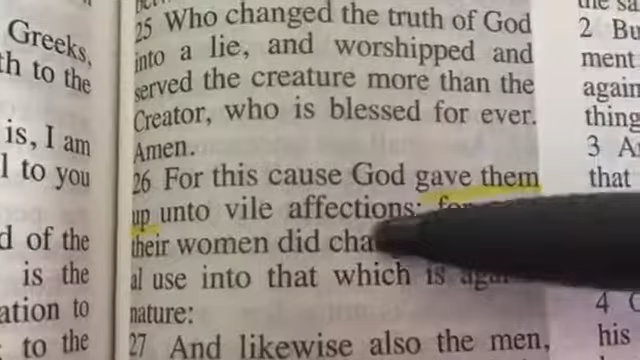 Greeks,
th to the
is, I am
l to you
d of the
is the
ation to
to the
25 Who changed the truth of God
into a lie, and worshipped and
served the creature more than the
Creator, who is blessed for ever.
Amen.
26 For this cause God gave them
up unto vile affections: for
their women did cha
al use into that which is
nature:
27 And likewise also the men,
the sa
2 Bu
ment
again
thing
3 A
that
4
his